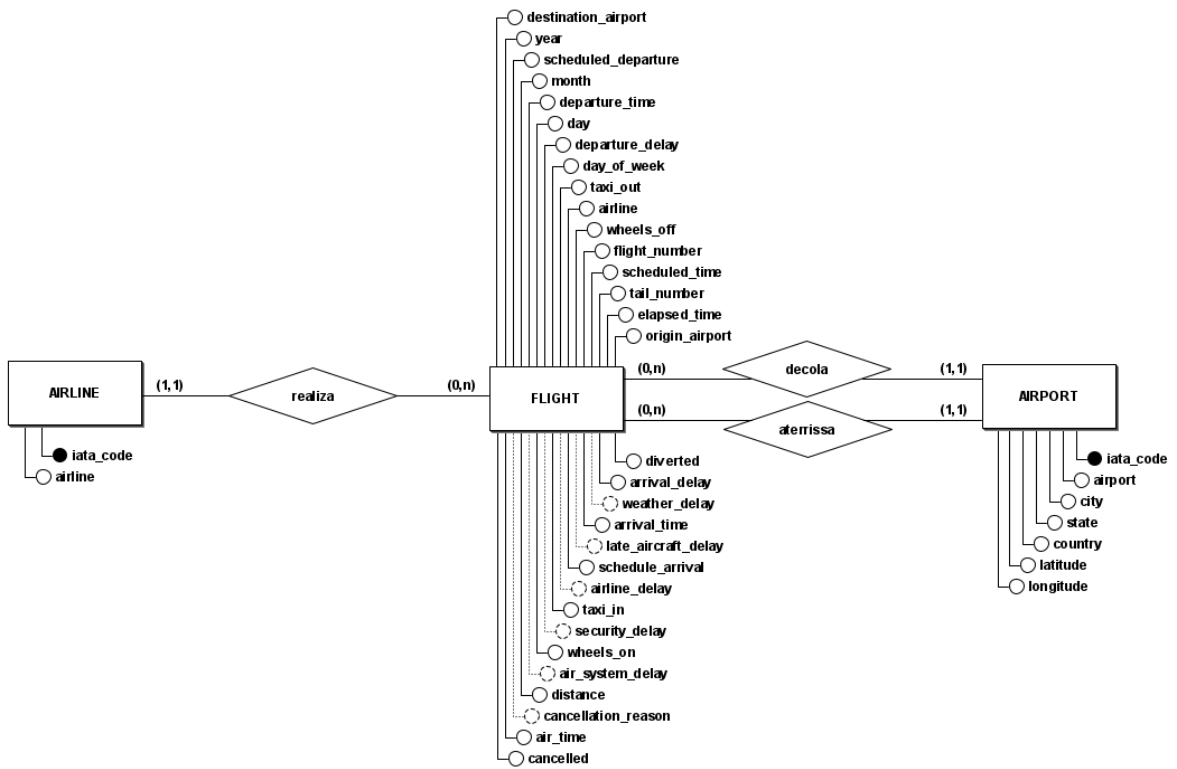 destination_airport
year
scheduled_departure
month
departure_time
day
departure_delay
day_of_week
taxi_out
airline
wheels_off
flight_number
scheduled_time
tail_number
elapsed_time
origin_airport
AIRLINE
(1,1)
realiza
(0,n)
FLIGHT
(0,n)
decola
(1,1)
(0,n)
aterrissa
(1,1)
AIRPORT
iata_code
airline
diverted
arrival_delay
weather_delay
arrival_time
late_aircraft_delay
schedule_arrival
airline_delay
taxi_in
security_delay
wheels_on
air_system_delay
distance
cancellation_reason
air_time
cancelled
iata_code
airport
city
state
country
latitude
longitude